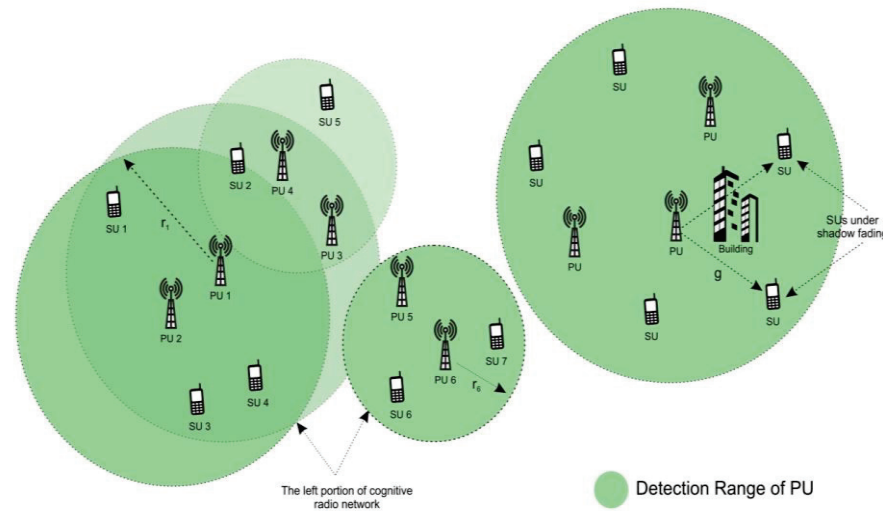 SU 5
SU
PU
SU 2
PU 4
SU
SU
SU 1
r1
PU 3
SUs under
shadow fading
PU
PU
Building
PU 1
g
PU 5
PU 2
SU
SU
SU 7
PU 6
r6
SU 4
SU 3
SU 6
The left portion of cognitive
radio network
Detection Range of PU